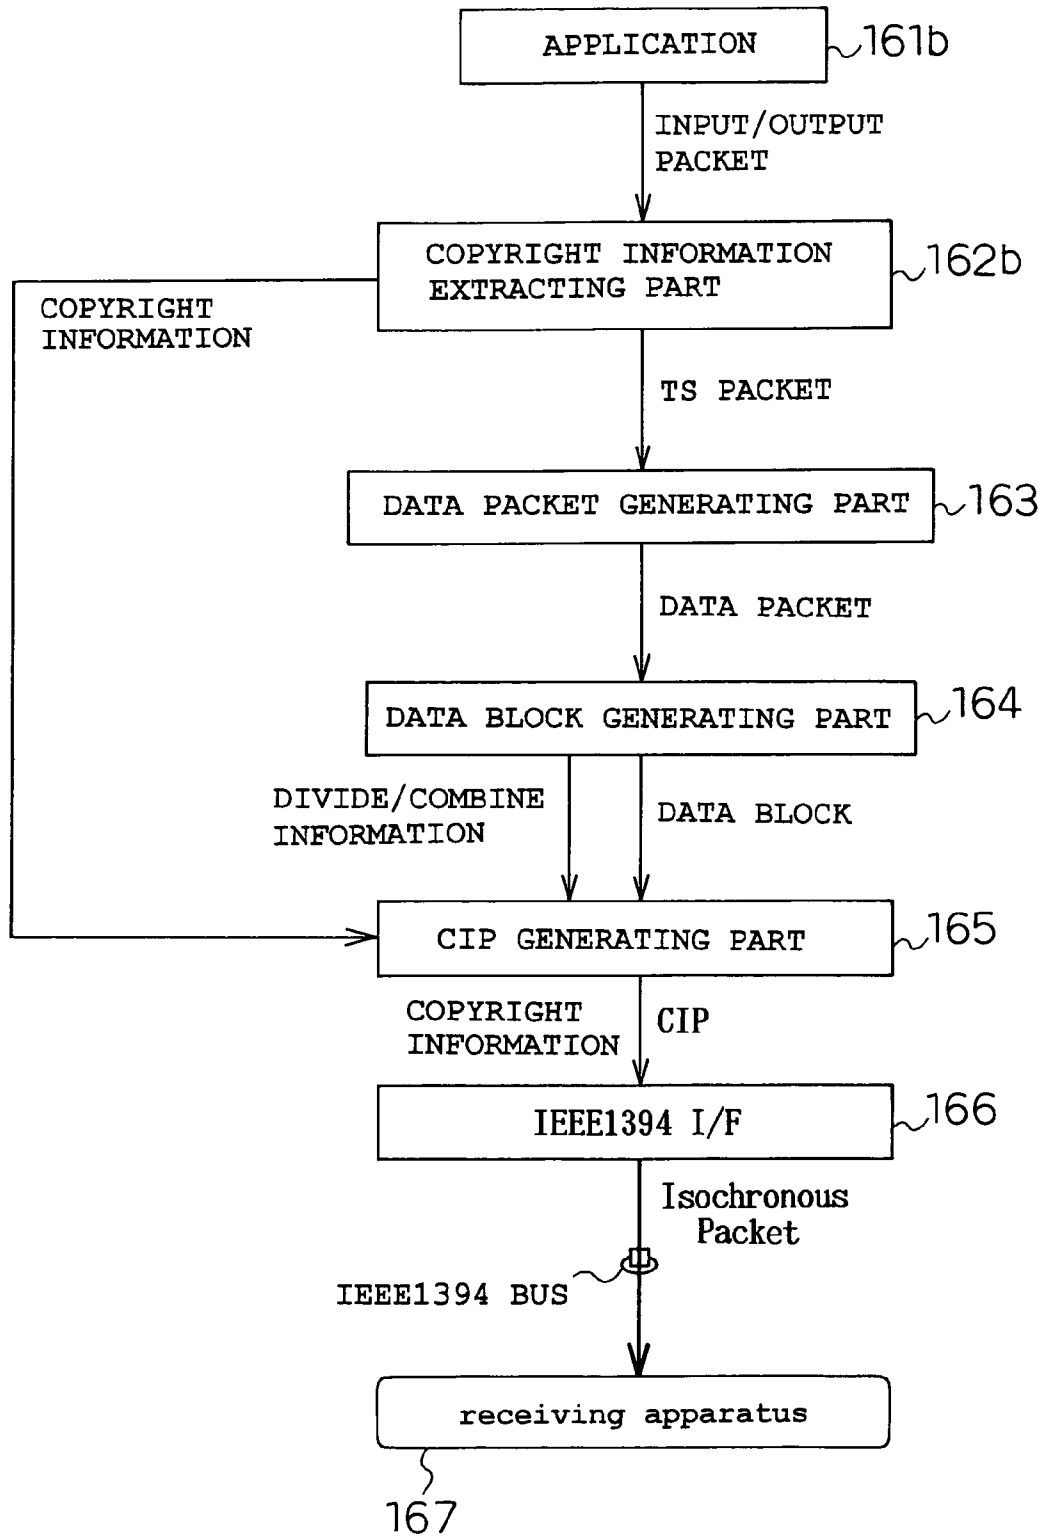 APPLICATION
161b
INPUT/OUTPUT
PACKET
COPYRIGHT INFORMATION
EXTRACTING PART
162b
COPYRIGHT
INFORMATION
TS PACKET
DATA PACKET GENERATING PART
163
DATA PACKET
DATA BLOCK GENERATING PART
164
DIVIDE/COMBINE
INFORMATION
DATA BLOCK
CIP GENERATING PART
165
COPYRIGHT
INFORMATION
CIP
IEEE1394 I/F
166
Isochronous
Packet
IEEE1394 BUS
receiving apparatus
167